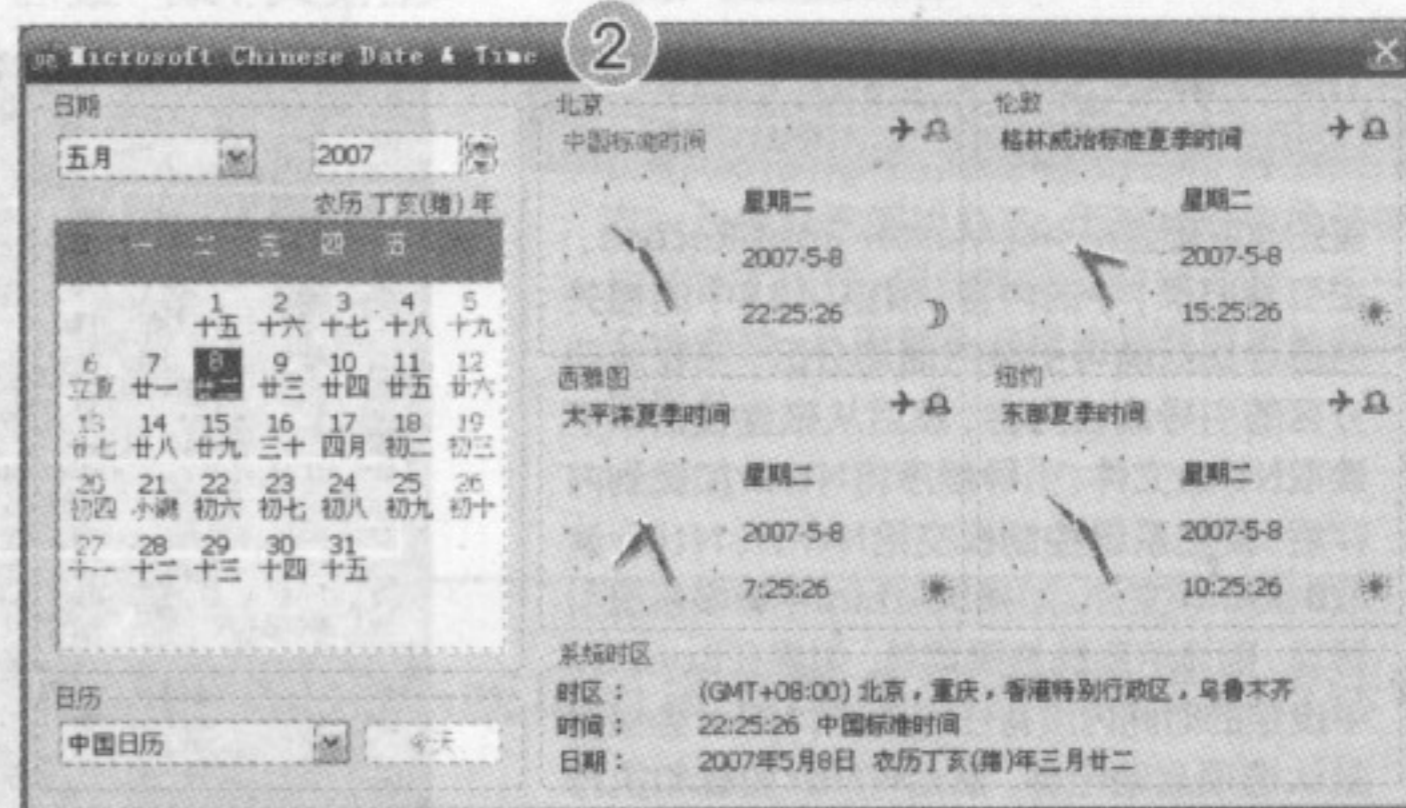 2
Microsoft Chinese Date & Time
日期
五月 2007
农历 丁亥(猪) 年
一 二 三 四 五
1 2 3 4 5
十五 十六 十七 十八 十九
6 7 8 9 10 11 12
立夏 廿一 廿二 廿三 廿四 廿五 廿六
13 14 15 16 17 18 19
廿七 廿八 廿九 三十 四月 初二 初三
20 21 22 23 24 25 26
初四 小满 初六 初七 初八 初九 初十
27 28 29 30 31
十一 十二 十三 十四 十五
日历
中国日历 今天
北京
中国标准时间
星期二
2007-5-8
22:25:26
伦敦
格林威治标准夏季时间
星期二
2007-5-8
15:25:26
西雅图
太平洋夏季时间
星期二
2007-5-8
7:25:26
纽约
东部夏季时间
星期二
2007-5-8
10:25:26
系统时区
时区： (GMT+08:00) 北京，重庆，香港特别行政区，乌鲁木齐
时间： 22:25:26 中国标准时间
日期： 2007年5月8日 农历丁亥(猪)年三月廿二